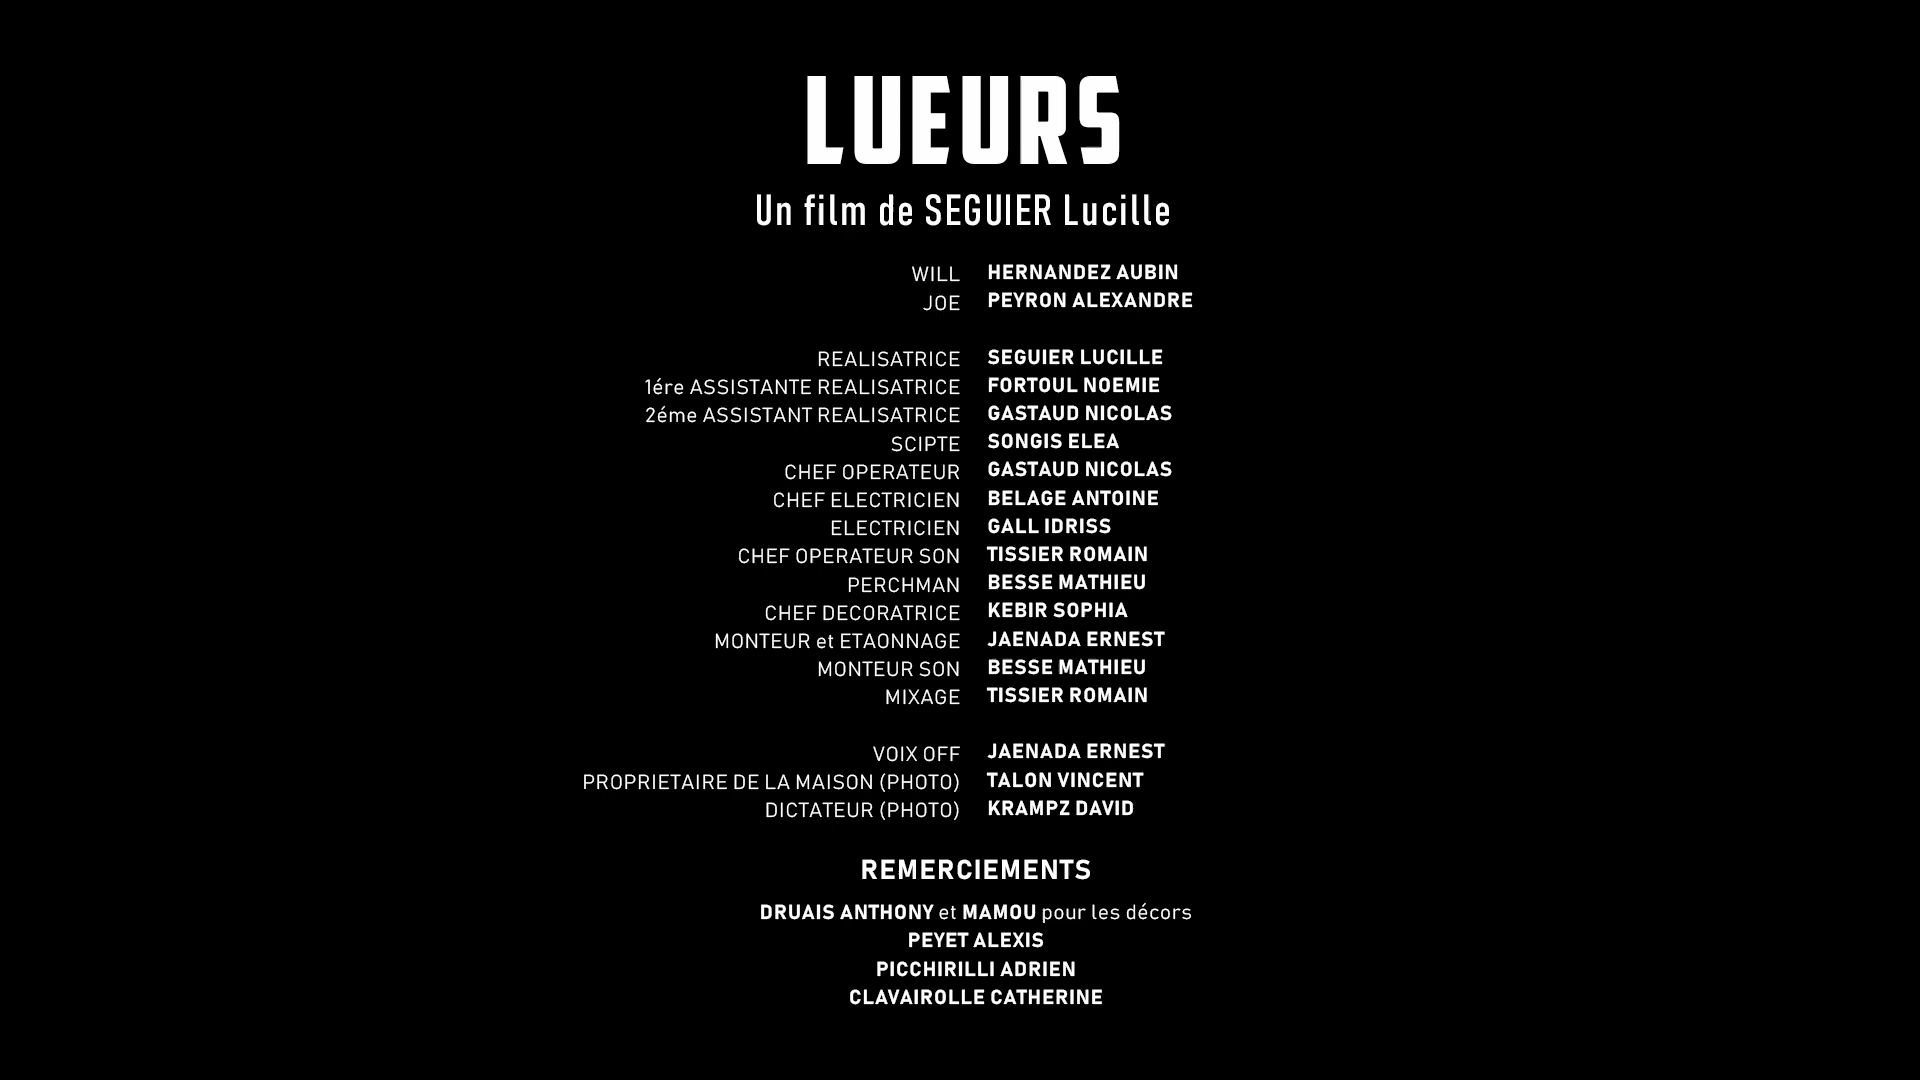 LUEURS
Un film de SEGUIER Lucille
WILL HERNANDEZ AUBIN
JOE PEYRON ALEXANDRE
REALISATRICE SEGUIER LUCILLE
1ére ASSISTANTE REALISATRICE FORTOUL NOEMIE
2éme ASSISTANT REALISATRICE GASTAUD NICOLAS
SCIPTE SONGIS ELEA
CHEF OPERATEUR GASTAUD NICOLAS
CHEF ELECTRICIEN BELAGE ANTOINE
ELECTRICIEN GALL IDRISS
CHEF OPERATEUR SON TISSIER ROMAIN
PERCHMAN BESSE MATHIEU
CHEF DECORATRICE KEBIR SOPHIA
MONTEUR et ETAONNAGE JAENADA ERNEST
MONTEUR SON BESSE MATHIEU
MIXAGE TISSIER ROMAIN
VOIX OFF JAENADA ERNEST
PROPRIETAIRE DE LA MAISON (PHOTO) TALON VINCENT
DICTATEUR (PHOTO) KRAMPZ DAVID
REMERCIEMENTS
DRUAIS ANTHONY et MAMOU pour les décors
PEYET ALEXIS
PICCHIRILLI ADRIEN
CLAVAIROLLE CATHERINE